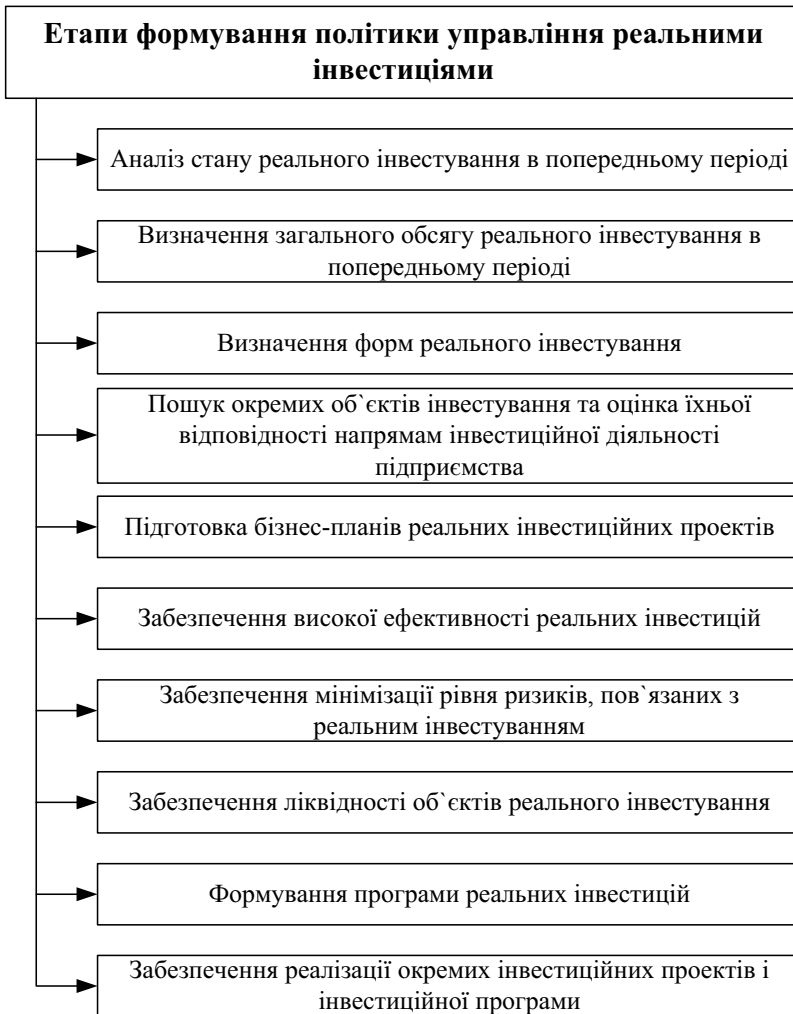 Етапи формування політики управління реальними
інвестиціями
Аналіз стану реального інвестування в попередньому періоді
Визначення загального обсягу реального інвестування в
попередньому періоді
Визначення форм реального інвестування
Пошук окремих об`єктів інвестування та оцінка їхньої
відповідності напрямам інвестиційної діяльності
підприємства
Підготовка бізнес-планів реальних інвестиційних проектів
Забезпечення високої ефективності реальних інвестицій
Забезпечення мінімізації рівня ризиків, пов`язаних з
реальним інвестуванням
Забезпечення ліквідності об`єктів реального інвестування
Формування програми реальних інвестицій
Забезпечення реалізації окремих інвестиційних проектів і
інвестиційної програми